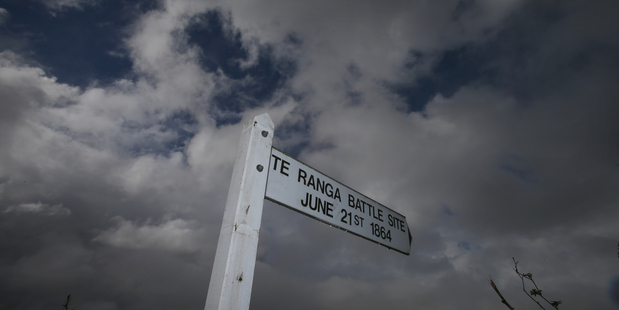 TE RANGA BATTLE SITE
JUNE 21ST 1864